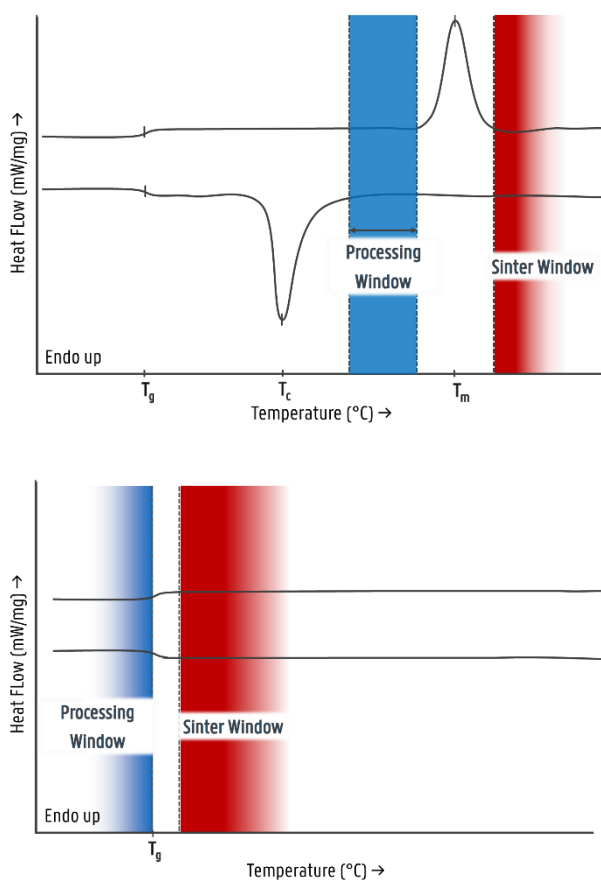 Heat FLow (mW/mg) →
Processing
Window
Sinter Window
Endo up
Tg
Tc
Tm
Temperature (°C) →
Heat FLow (mW/mg) →
Processing
Window
Sinter Window
Endo up
Tg
Temperature (°C) →